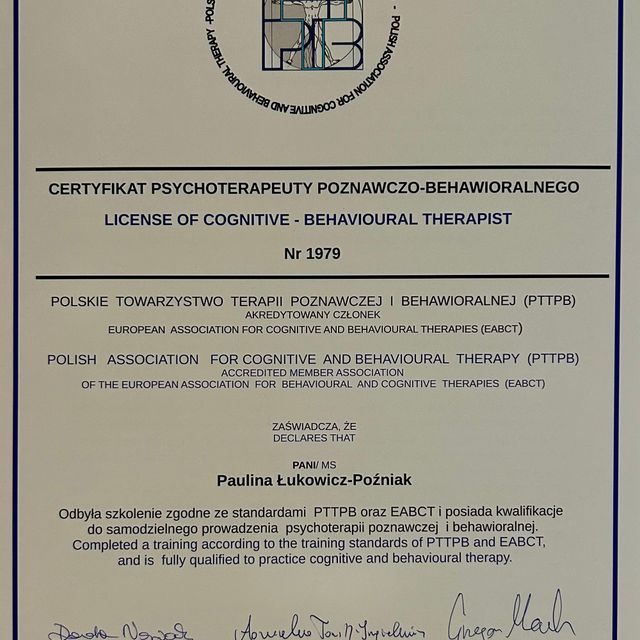 POLISH ASSOCIATION FOR COGNITIVE AND BEHAVIOURAL THERAPY
PTB
CERTYFIKAT PSYCHOTERAPEUTY POZNAWCZO-BEHAWIORALNEGO
LICENSE OF COGNITIVE - BEHAVIOURAL THERAPIST
Nr 1979
POLSKIE TOWARZYSTWO TERAPII POZNAWCZEJ I BEHAWIORALNEJ (PTTPB)
AKREDYTOWANY CZŁONEK
EUROPEAN ASSOCIATION FOR COGNITIVE AND BEHAVIOURAL THERAPIES (EABCT)
POLISH ASSOCIATION FOR COGNITIVE AND BEHAVIOURAL THERAPY (PTTPB)
ACCREDITED MEMBER ASSOCIATION
OF THE EUROPEAN ASSOCIATION FOR BEHAVIOURAL AND COGNITIVE THERAPIES (EABCT)
ZAŚWIADCZA, ŻE
DECLARES THAT
PANI/ MS
Paulina Łukowicz-Poźniak
Odbyła szkolenie zgodne ze standardami PTTPB oraz EABCT i posiada kwalifikacje
do samodzielnego prowadzenia psychoterapii poznawczej i behawioralnej.
Completed a training according to the training standards of PTTPB and EABCT,
and is fully qualified to practice cognitive and behavioural therapy.